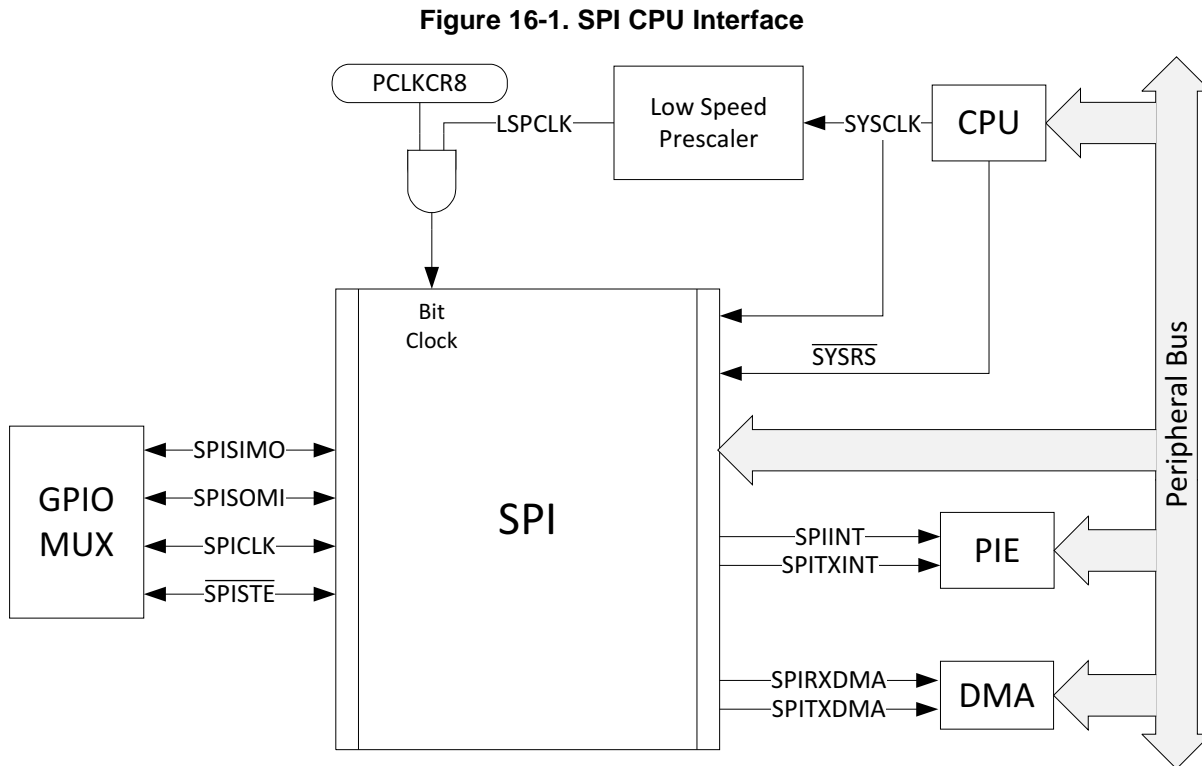 Figure 16-1. SPI CPU Interface
PCLKCR8
LSPCLK
Low Speed
Prescaler
SYSCLK
CPU
Bit
Clock
SYSRS
Peripheral Bus
GPIO
MUX
SPISIMO
SPISOMI
SPICLK
SPISTE
SPI
SPIINT
SPITXINT
PIE
SPIRXDMA
SPITXDMA
DMA